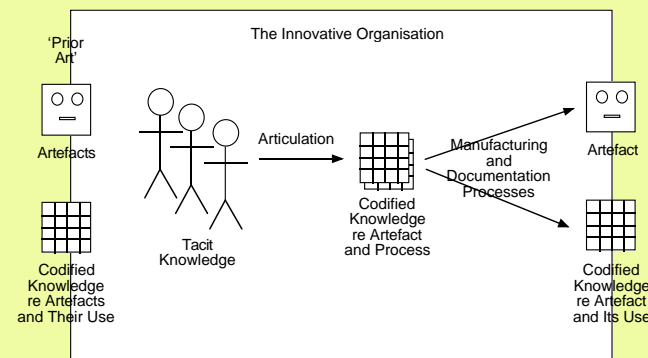 The Innovative Organisation
'Prior
Art'
Artefacts
Codified
Knowledge
re Artefacts
and Their Use
Tacit
Knowledge
Articulation
Codified
Knowledge
re Artefact
and Process
Manufacturing
and
Documentation
Processes
Artefact
Codified
Knowledge
re Artefact
and Its Use